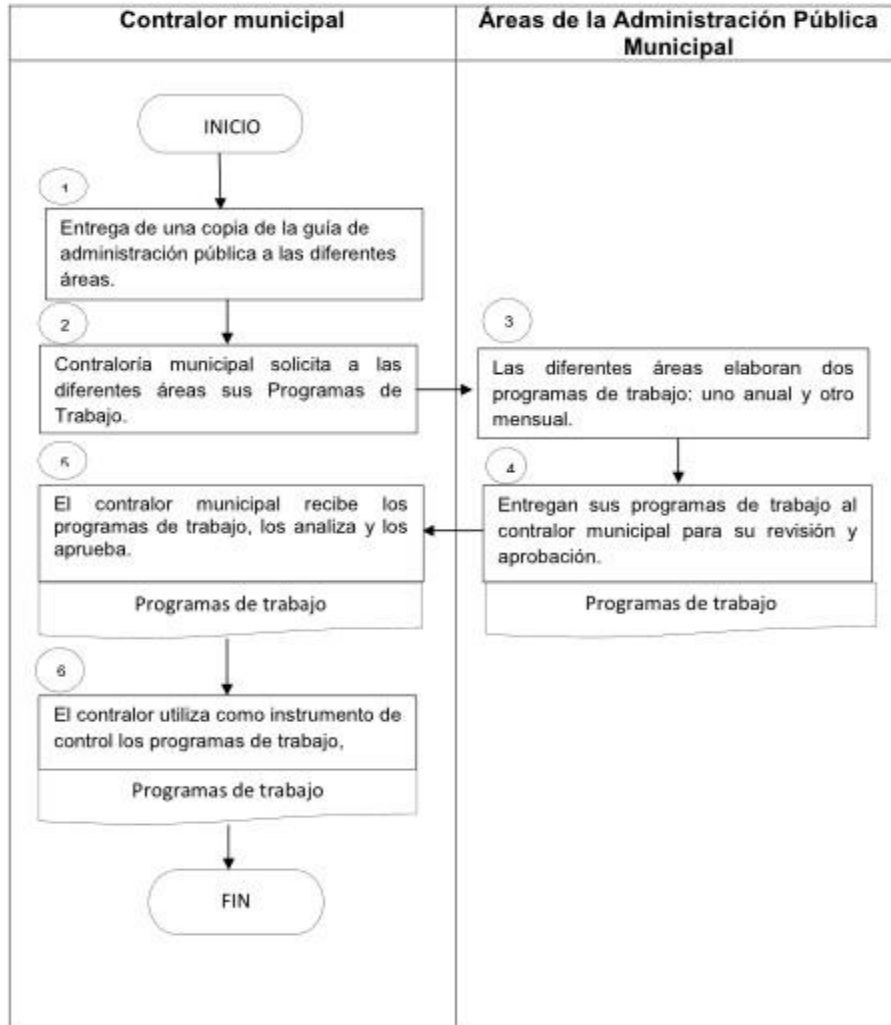 Contralor municipal
Áreas de la Administración Pública
Municipal
INICIO
1
Entrega de una copia de la guía de
administración pública a las diferentes
áreas.
2
Contraloría municipal solicita a las
diferentes áreas sus Programas de
Trabajo.
3
Las diferentes áreas elaboran dos
programas de trabajo: uno anual y otro
mensual.
4
Entregan sus programas de trabajo al
contralor municipal para su revisión y
aprobación.
Programas de trabajo
5
El contralor municipal recibe los
programas de trabajo, los analiza y los
aprueba.
Programas de trabajo
6
El contralor utiliza como instrumento de
control los programas de trabajo,
Programas de trabajo
FIN